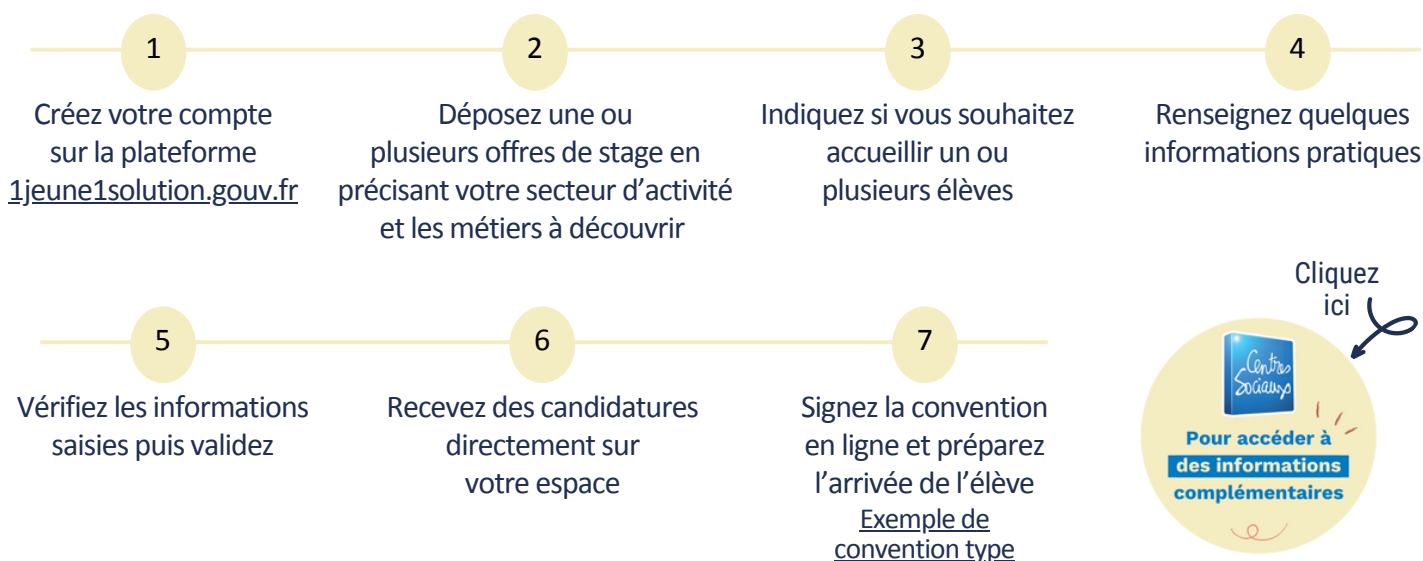 1
Créez votre compte
sur la plateforme
1jeune1solution.gouv.fr
2
Déposez une ou
plusieurs offres de stage en
précisant votre secteur d’activité
et les métiers à découvrir
3
Indiquez si vous souhaitez
accueillir un ou
plusieurs élèves
4
Renseignez quelques
informations pratiques
5
Vérifiez les informations
saisies puis validez
6
Recevez des candidatures
directement sur
votre espace
7
Signez la convention
en ligne et préparez
l’arrivée de l’élève
Exemple de
convention type
Cliquez
ici
Centres
Sociaux
Pour accéder à
des informations
complémentaires